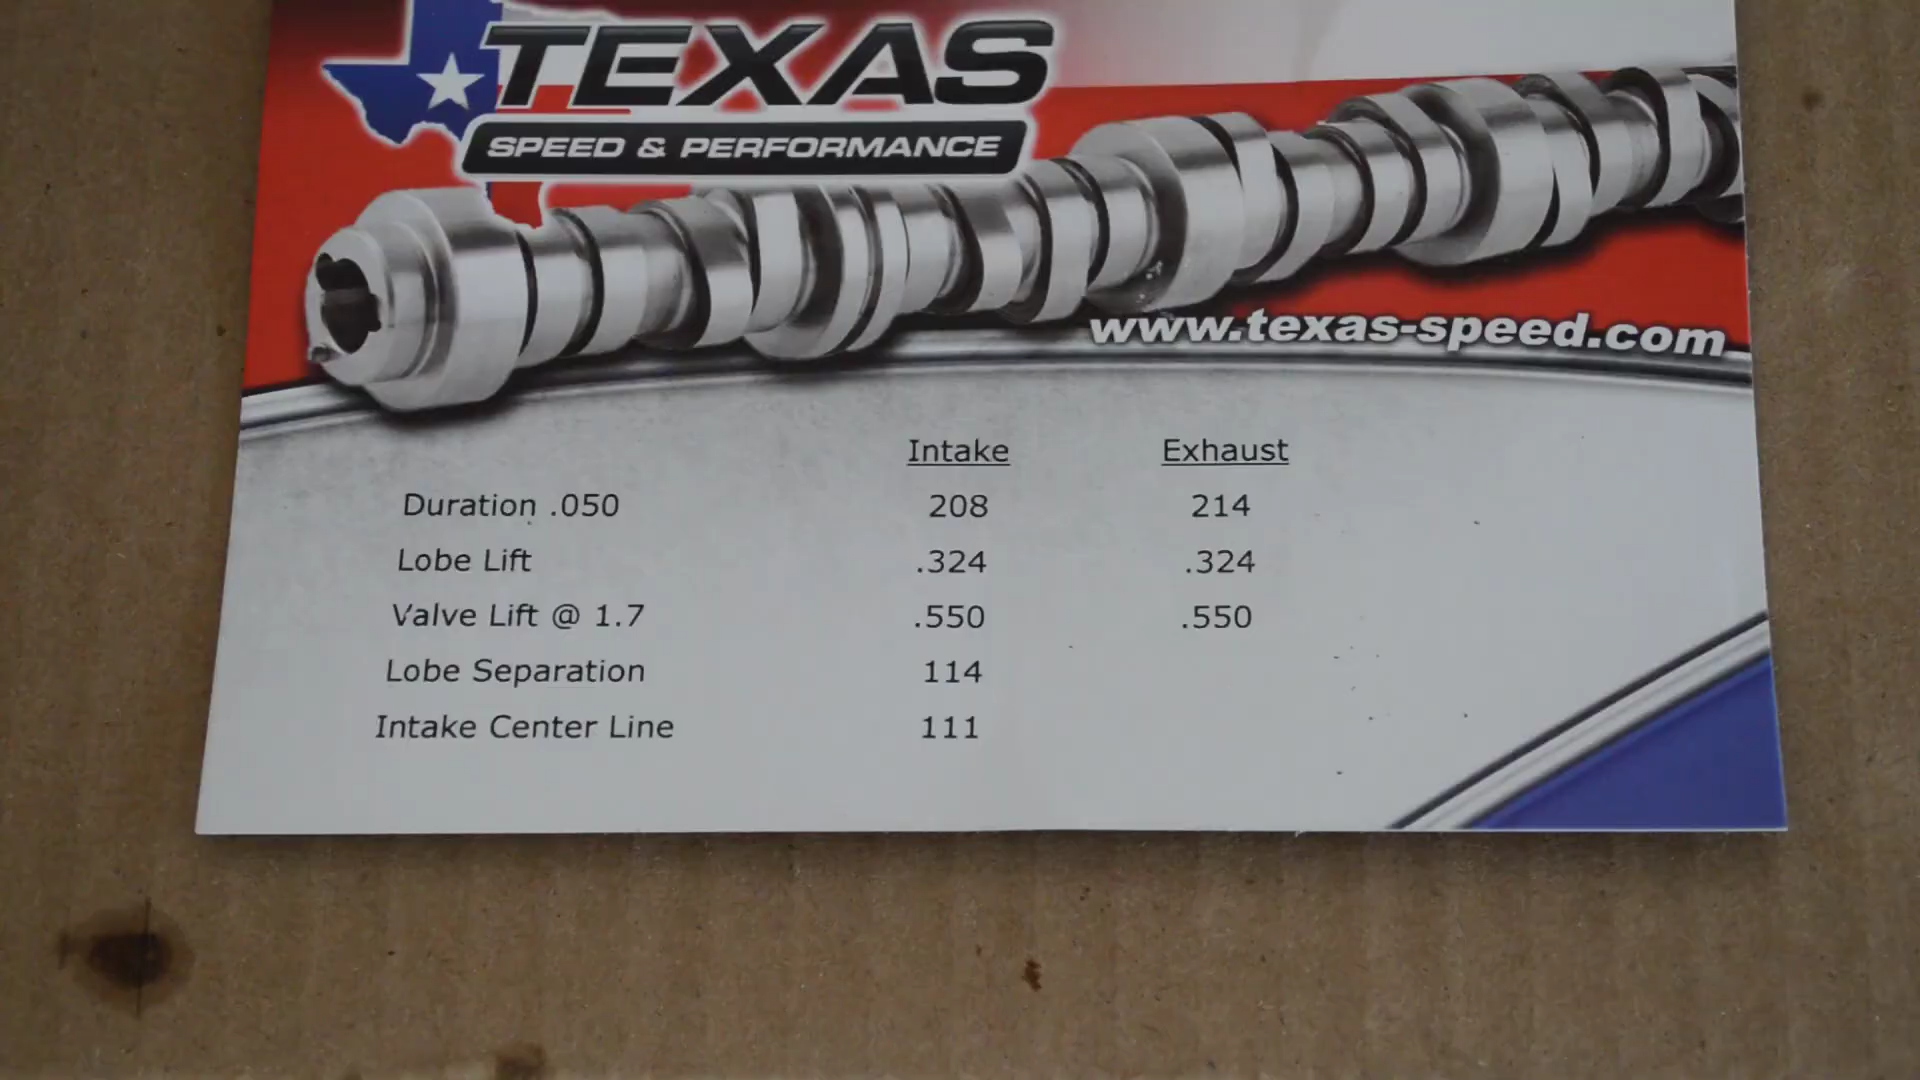 TEXAS
SPEED & PERFORMANCE
www.texas-speed.com
Intake Exhaust
Duration .050 208 214
Lobe Lift .324 .324
Valve Lift @ 1.7 .550 .550
Lobe Separation 114
Intake Center Line 111